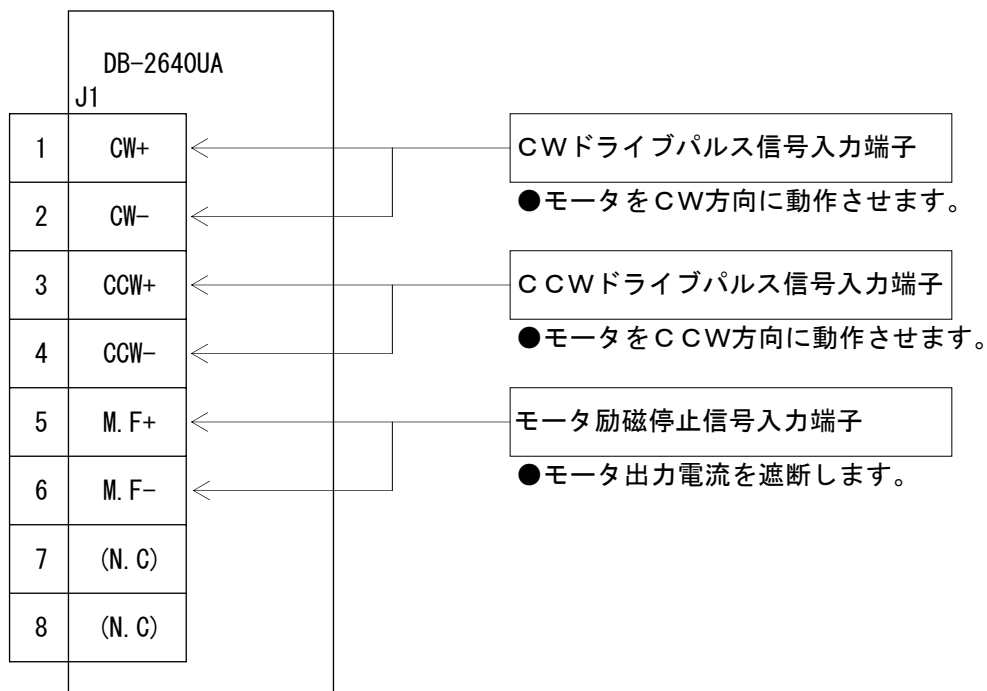 DB-2640UA
J1
1 CW+
CWドライブパルス信号入力端子
●モータをCW方向に動作させます。
2 CW-
3 CCW+
CCWドライブパルス信号入力端子
●モータをCCW方向に動作させます。
4 CCW-
5 M.F+
モータ励磁停止信号入力端子
●モータ出力電流を遮断します。
6 M.F-
7 (N.C)
8 (N.C)